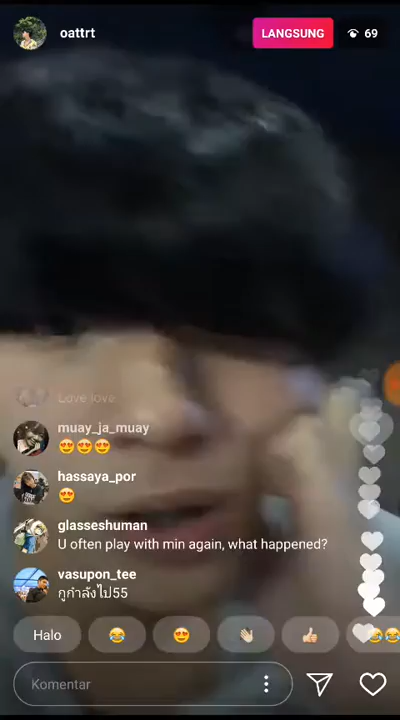 oattrt
LANGSUNG
69
Love love
muay_ja_muay
😍😍😍
hassaya_por
😍
glasseshuman
U often play with min again, what happened?
vasupon_tee
กูกำลังไป55
Halo
Komentar